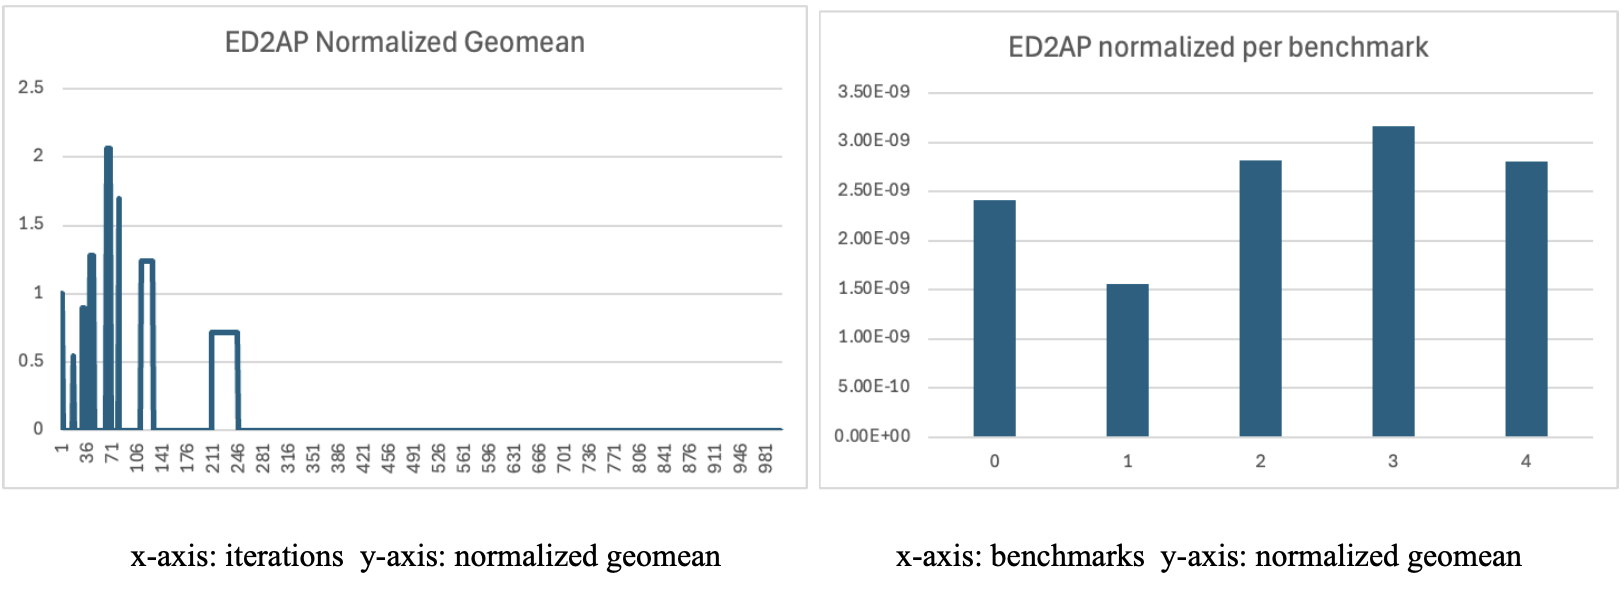 ED2AP Normalized Geomean
2.5
2
1.5
1
0.5
0
1 36 71 106 141 176 211 246 281 316 351 386 421 456 491 526 561 596 631 666 701 736 771 806 841 876 911 946 981
x-axis: iterations y-axis: normalized geomean
ED2AP normalized per benchmark
3.50E-09
3.00E-09
2.50E-09
2.00E-09
1.50E-09
1.00E-09
5.00E-10
0.00E+00
0 1 2 3 4
x-axis: benchmarks y-axis: normalized geomean